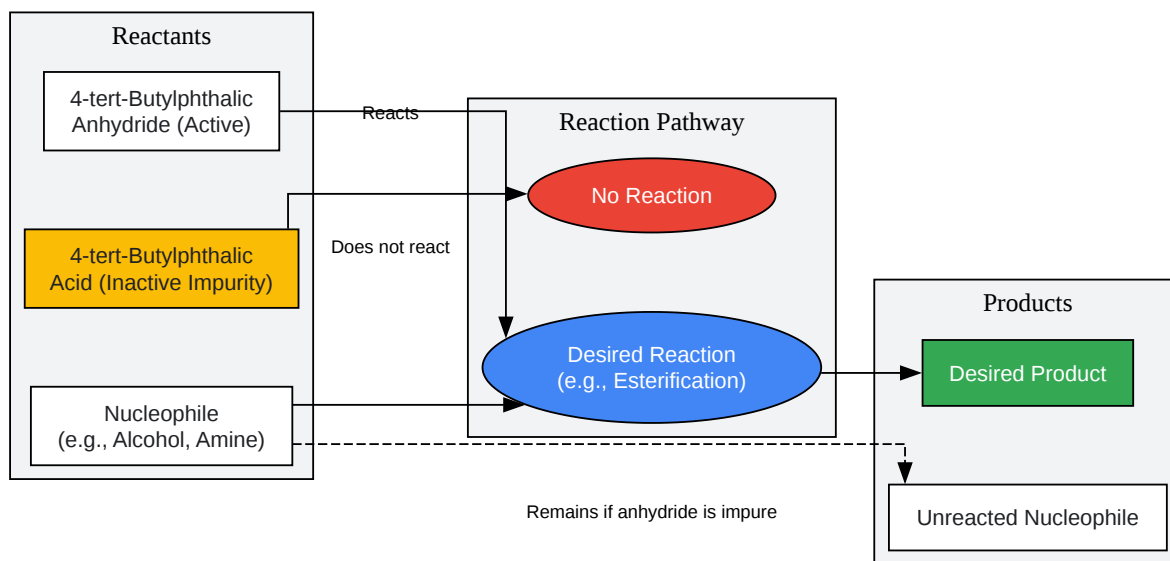 Reactants
4-tert-Butylphthalic
Anhydride (Active)
Reacts
Reaction Pathway
No Reaction
4-tert-Butylphthalic
Acid (Inactive Impurity)
Does not react
Products
Desired Reaction
(e.g., Esterification)
Desired Product
Nucleophile
(e.g., Alcohol, Amine)
Remains if anhydride is impure
Unreacted Nucleophile